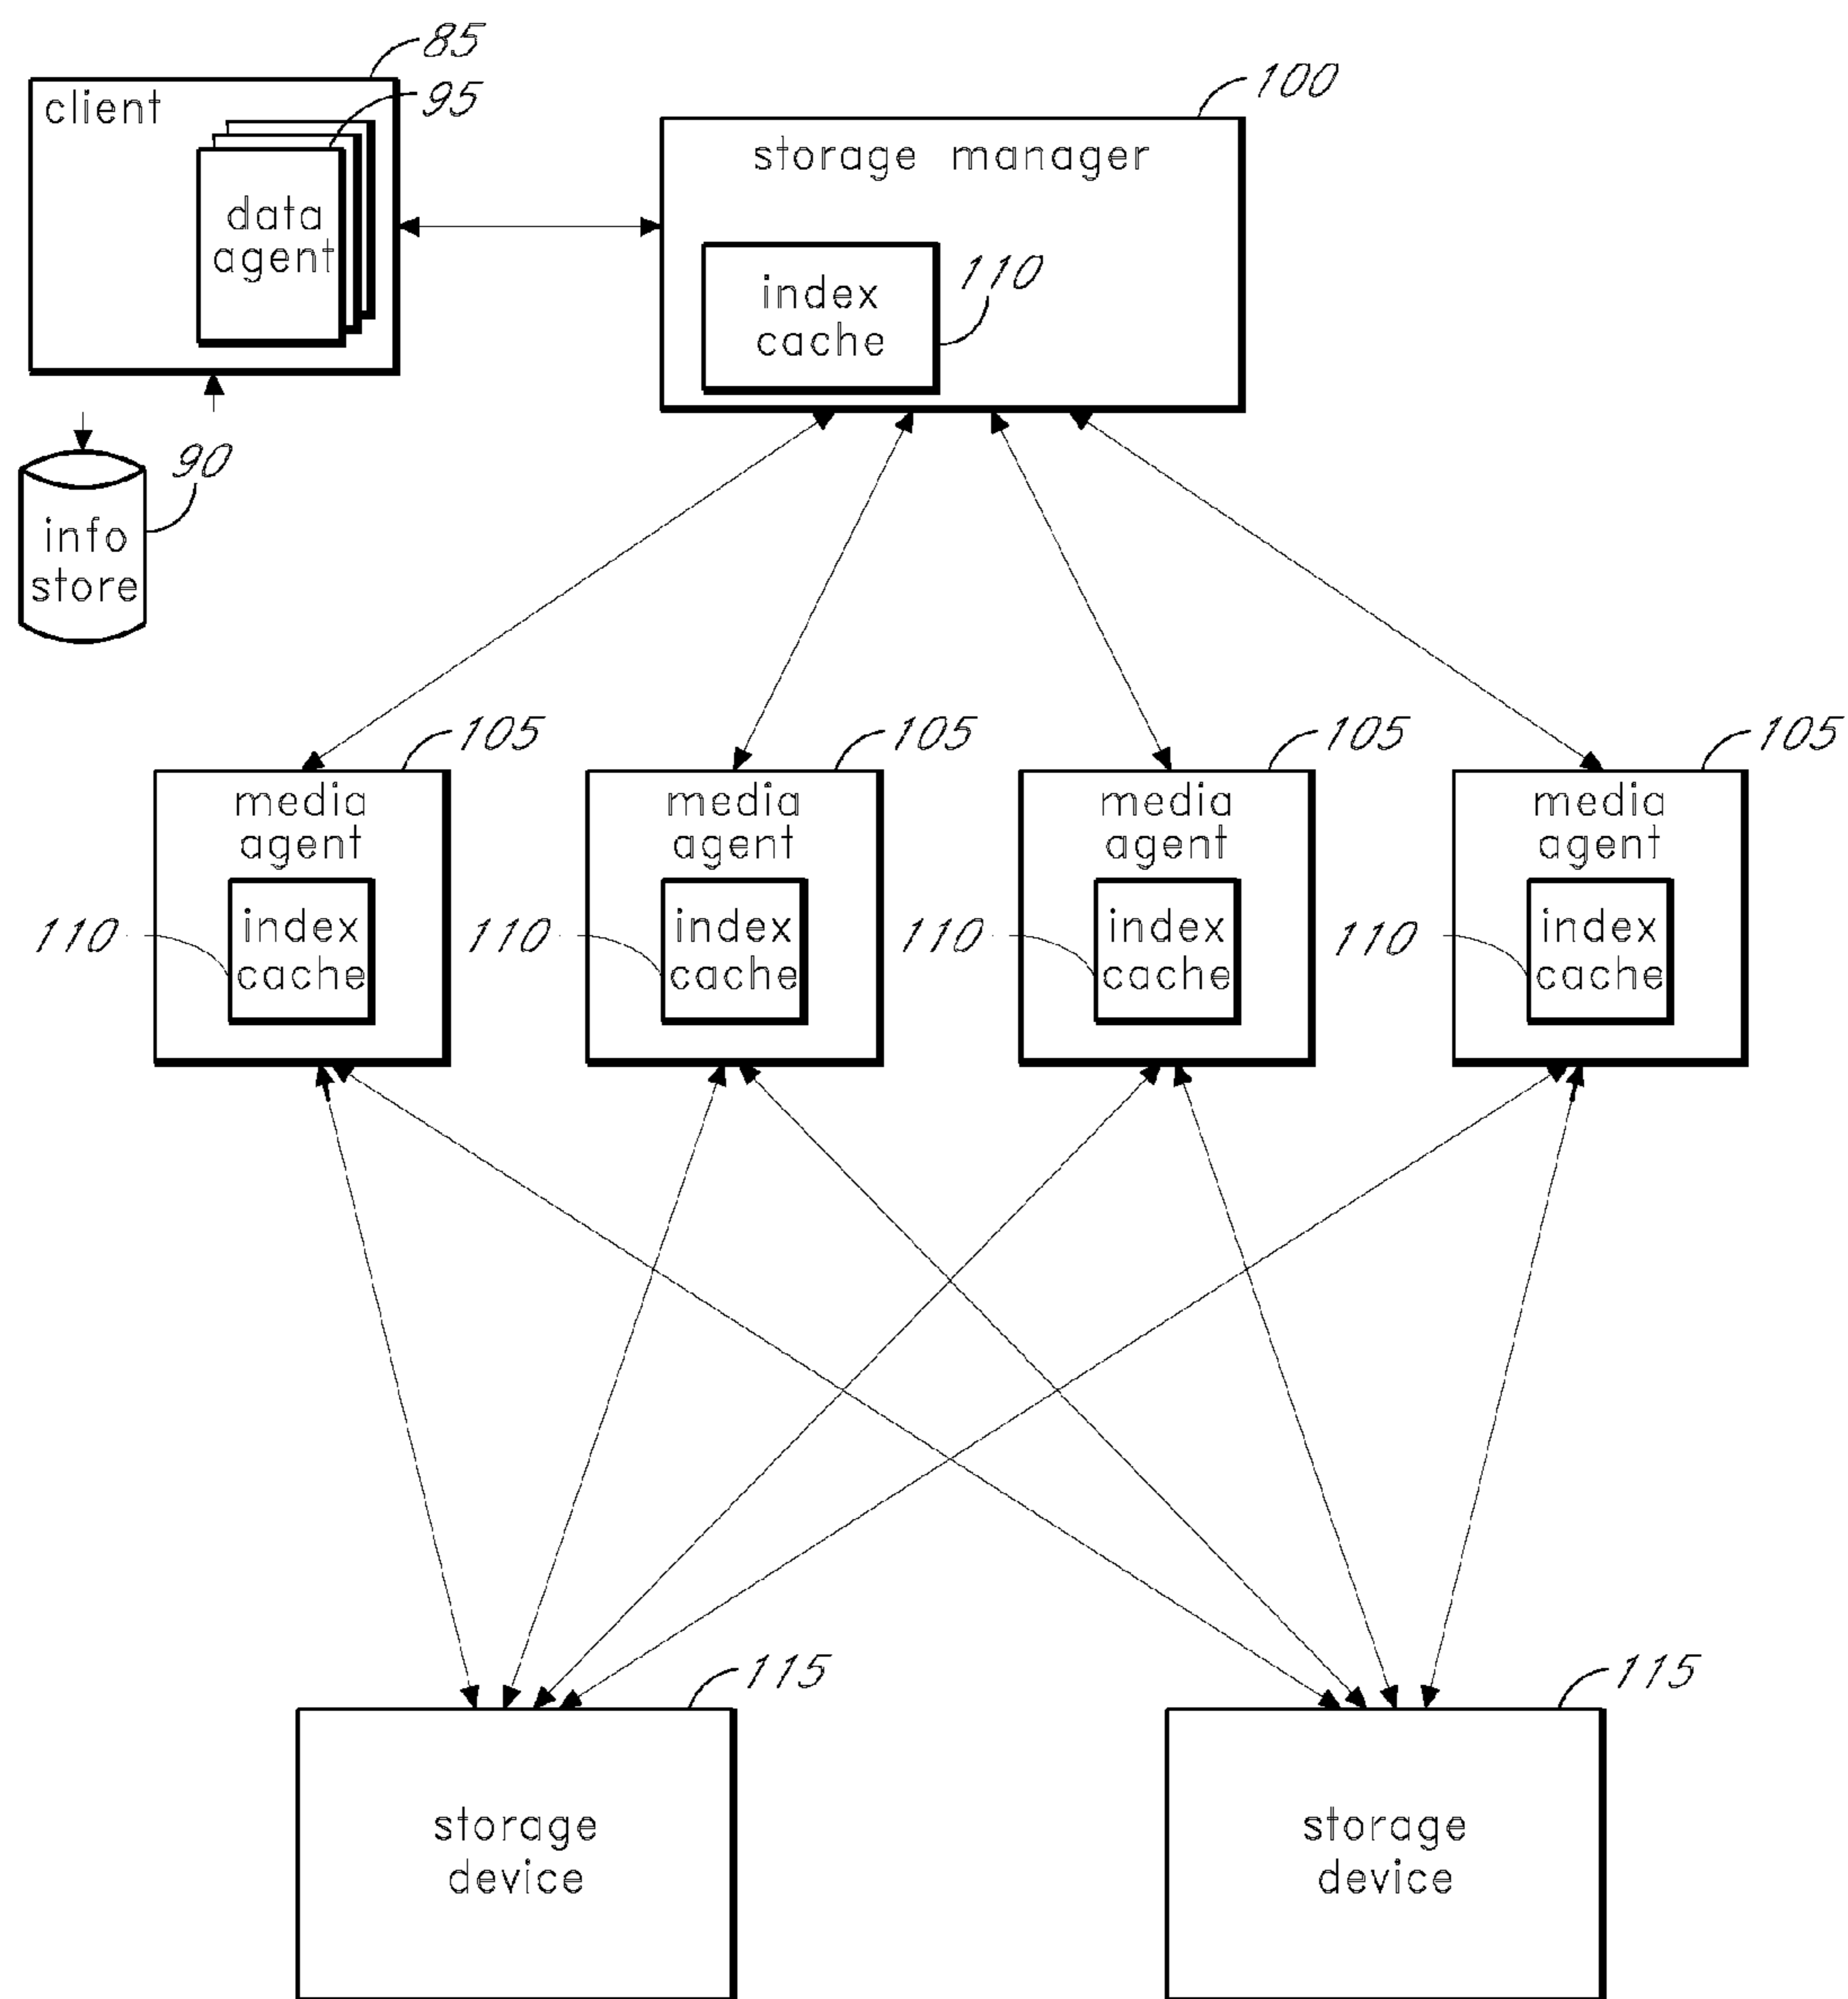 85
client
95
data
agent
100
storage manager
index
cache
110
90
info
store
105
media
agent
index
cache
110
105
media
agent
index
cache
110
105
media
agent
index
cache
110
105
media
agent
index
cache
110
115
storage
device
115
storage
device